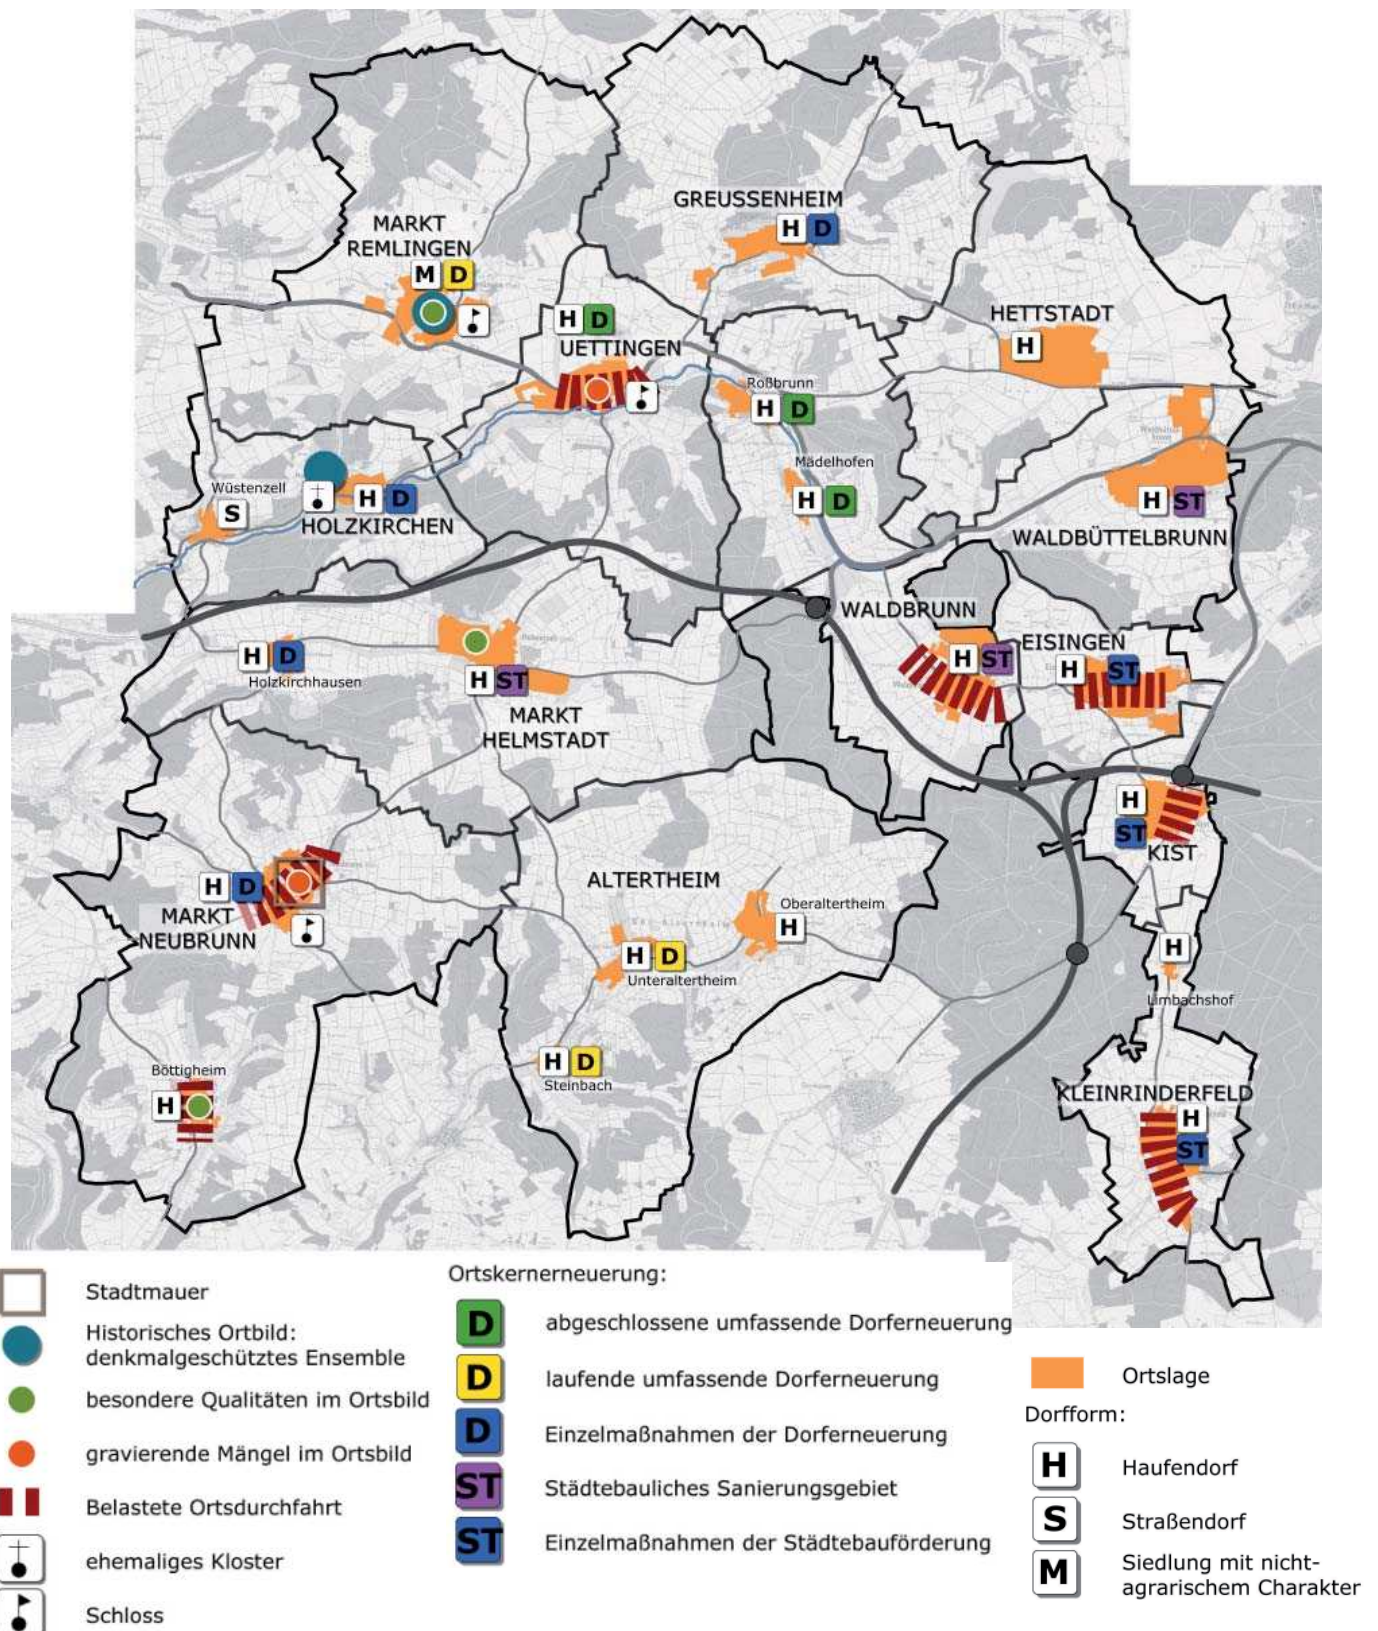 GREUSSENHEIM
H D
MARKT
REMLINGEN
M D
HETTSTADT
H
H D
UETTINGEN
Roßbrunn
H D
Mädelhofen
H D
Wüstenzell
S
H D
HOLZKIRCHEN
H ST
WALDBÜTTELBRUNN
WALDBRUNN
H ST
EISINGEN
H ST
H D
Holzkirchhausen
H ST
MARKT
HELMSTADT
H
ST
KIST
H D
MARKT
NEUBRUNN
ALTERTHEIM
Oberaltertheim
H
H D
Unteraltertheim
H
Limbachshof
H D
Steinbach
Böttigheim
H
KLEINRINDERFELD
H
ST
Stadtmauer
Historisches Ortbild:
denkmalgeschütztes Ensemble
besondere Qualitäten im Ortsbild
gravierende Mängel im Ortsbild
Belastete Ortsdurchfahrt
ehemaliges Kloster
Schloss
Ortskernerneuerung:
D abgeschlossene umfassende Dorferneuerung
D laufende umfassende Dorferneuerung
D Einzelmaßnahmen der Dorferneuerung
ST Städtebauliches Sanierungsgebiet
ST Einzelmaßnahmen der Städtebauförderung
Ortslage
Dorfform:
H Haufendorf
S Straßendorf
M Siedlung mit nicht-
agrarischem Charakter